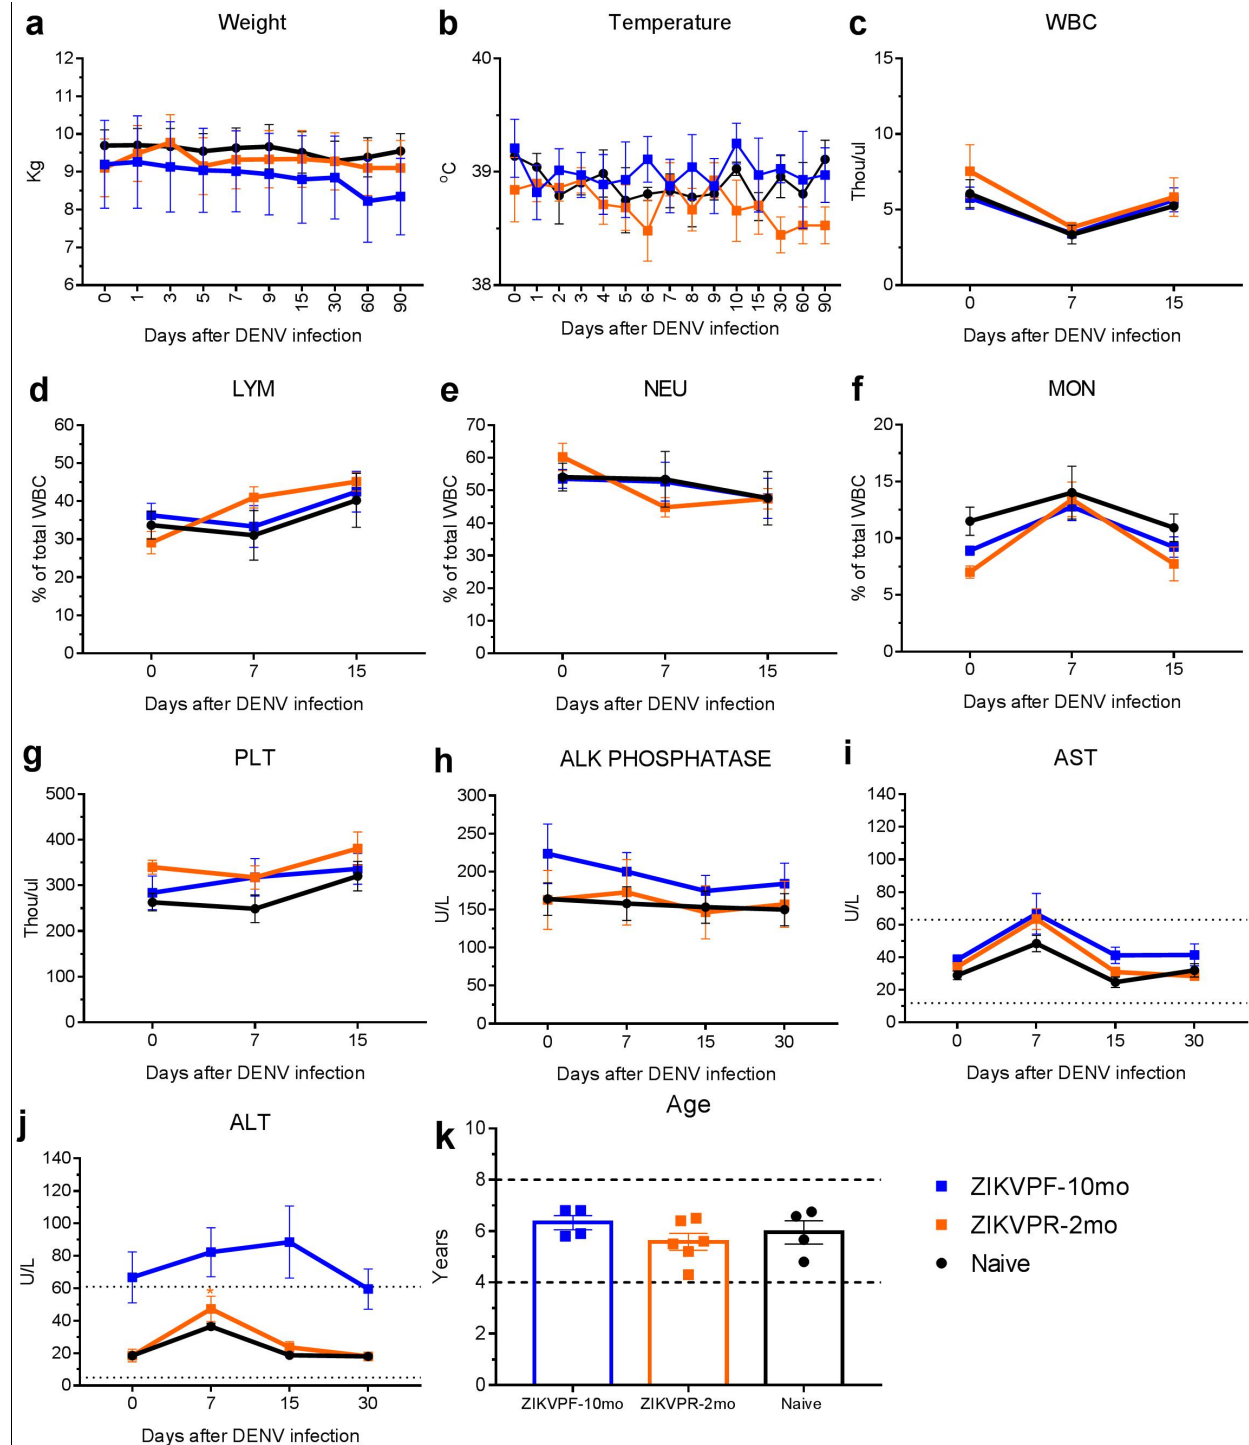 a Weight
12
11
10
9
8
7
6
Kg
0 1 3 5 7 9 15 30 60 90
Days after DENV infection
b Temperature
40
39
38
°C
0 1 2 3 4 5 6 7 8 9 10 15 30 60 90
Days after DENV infection
c WBC
15
10
5
0
Thou/ul
0 7 15
Days after DENV infection
d LYM
60
50
40
30
20
10
0
% of total WBC
0 7 15
Days after DENV infection
e NEU
70
60
50
40
30
20
10
0
% of total WBC
0 7 15
Days after DENV infection
f MON
20
15
10
5
0
% of total WBC
0 7 15
Days after DENV infection
g PLT
500
400
300
200
100
0
Thou/ul
0 7 15
Days after DENV infection
h ALK PHOSPHATASE
300
250
200
150
100
50
0
U/L
0 7 15 30
Days after DENV infection
i AST
140
120
100
80
60
40
20
0
U/L
0 7 15 30
Days after DENV infection
j ALT
140
120
100
80
60
40
20
0
U/L
*
0 7 15 30
Days after DENV infection
k Age
10
8
6
4
2
0
Years
ZIKVPF-10mo ZIKVPR-2mo Naive
ZIKVPF-10mo
ZIKVPR-2mo
Naive